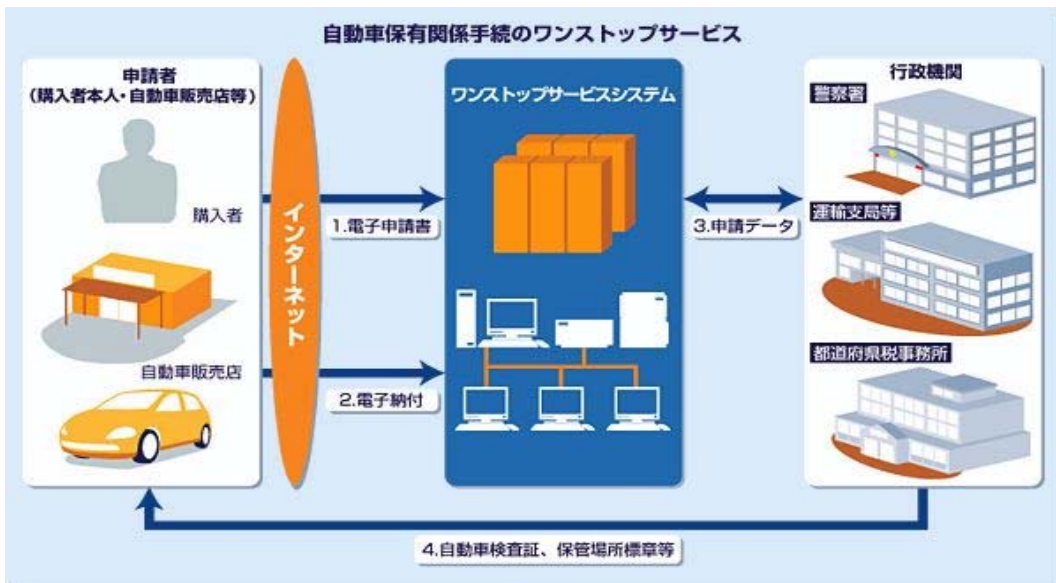 自動車保有関係手続のワンストップサービス
申請者
(購入者本人・自動車販売店等)
購入者
自動車販売店
インターネット
1.電子申請書
2.電子納付
ワンストップサービスシステム
3.申請データ
行政機関
警察署
運輸支局等
都道府県税事務所
4.自動車検査証、保管場所標章等